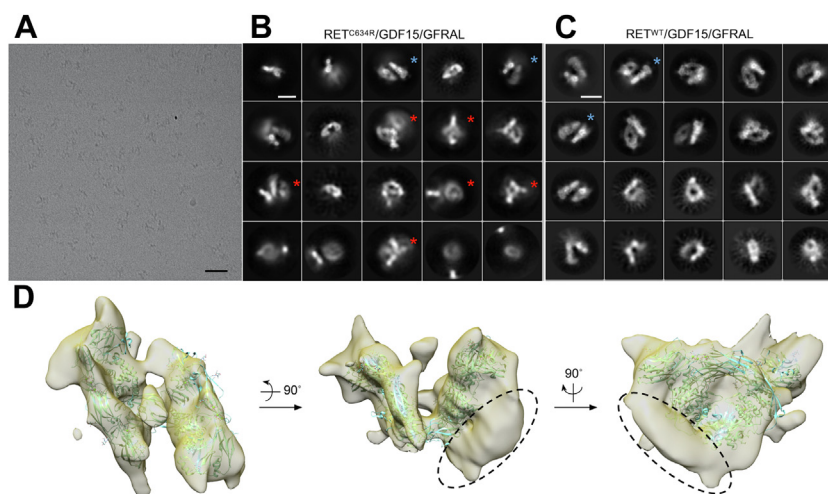 A
B
RET^C634R/GDF15/GFRAL
C
RET^WT/GDF15/GFRAL
* *
* * *
* * * *
*
D
90°
90°